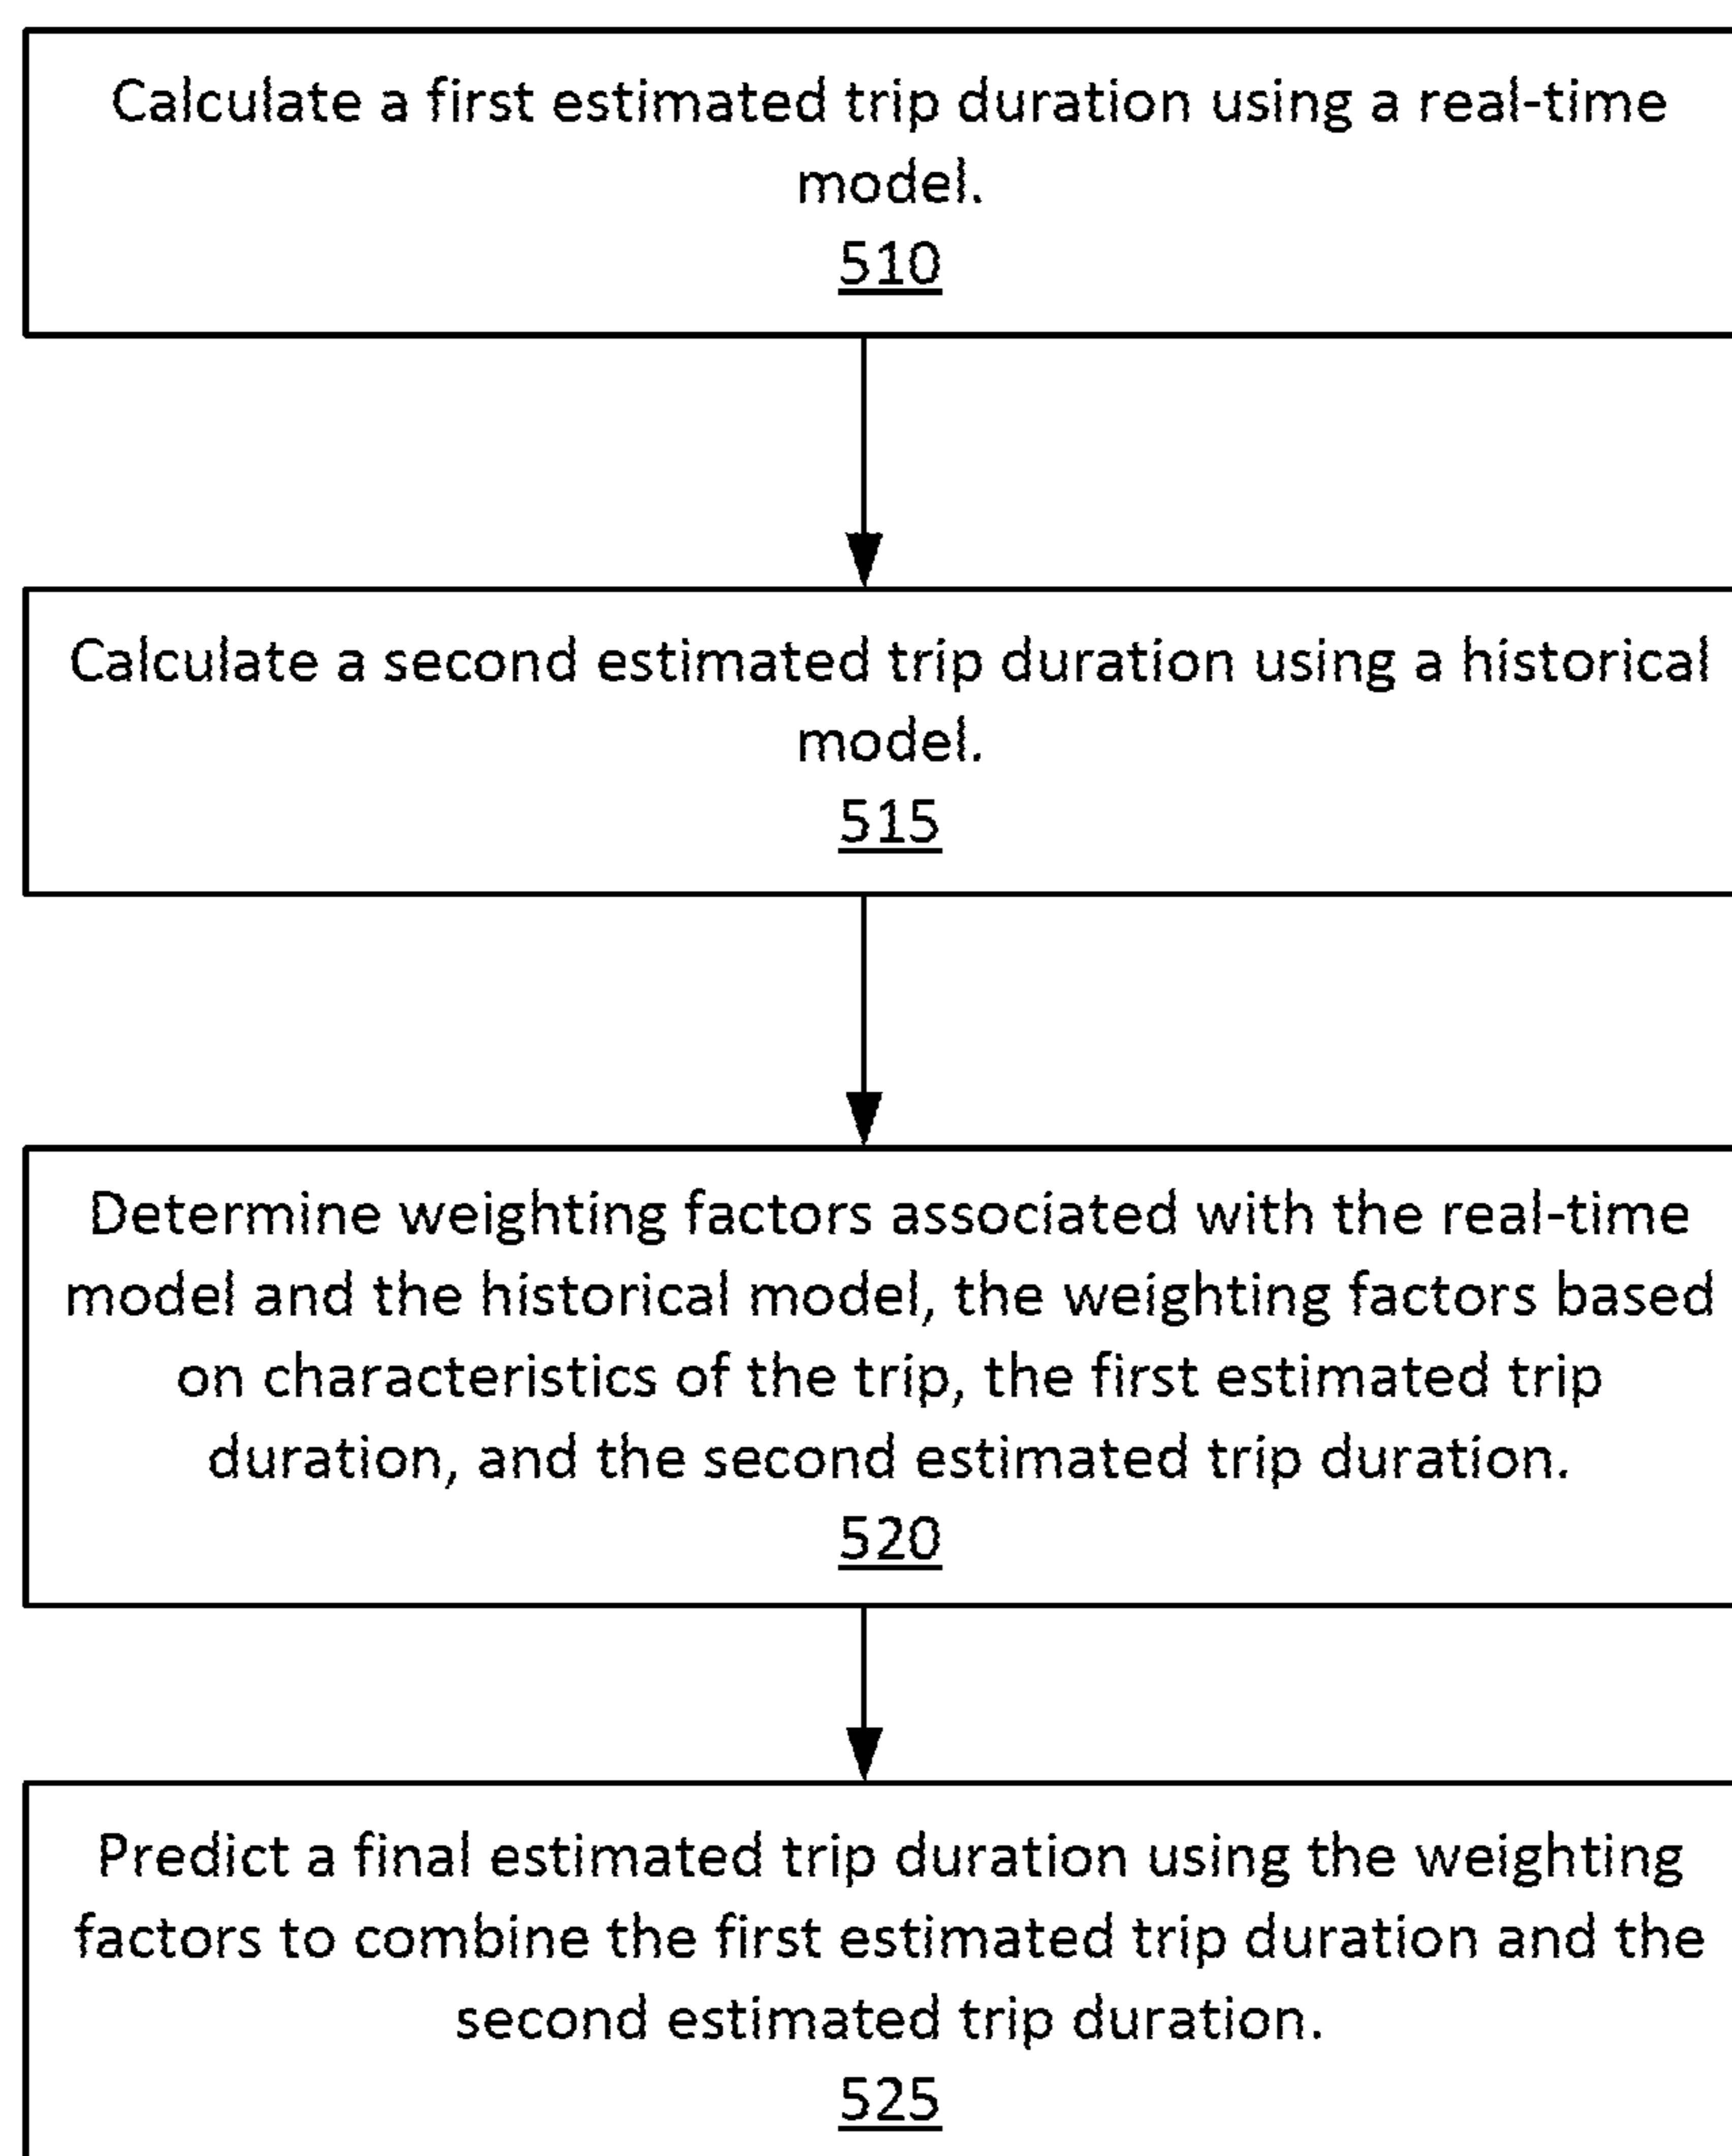 Calculate a first estimated trip duration using a real-time
model.
510
Calculate a second estimated trip duration using a historical
model.
515
Determine weighting factors associated with the real-time
model and the historical model, the weighting factors based
on characteristics of the trip, the first estimated trip
duration, and the second estimated trip duration.
520
Predict a final estimated trip duration using the weighting
factors to combine the first estimated trip duration and the
second estimated trip duration.
525